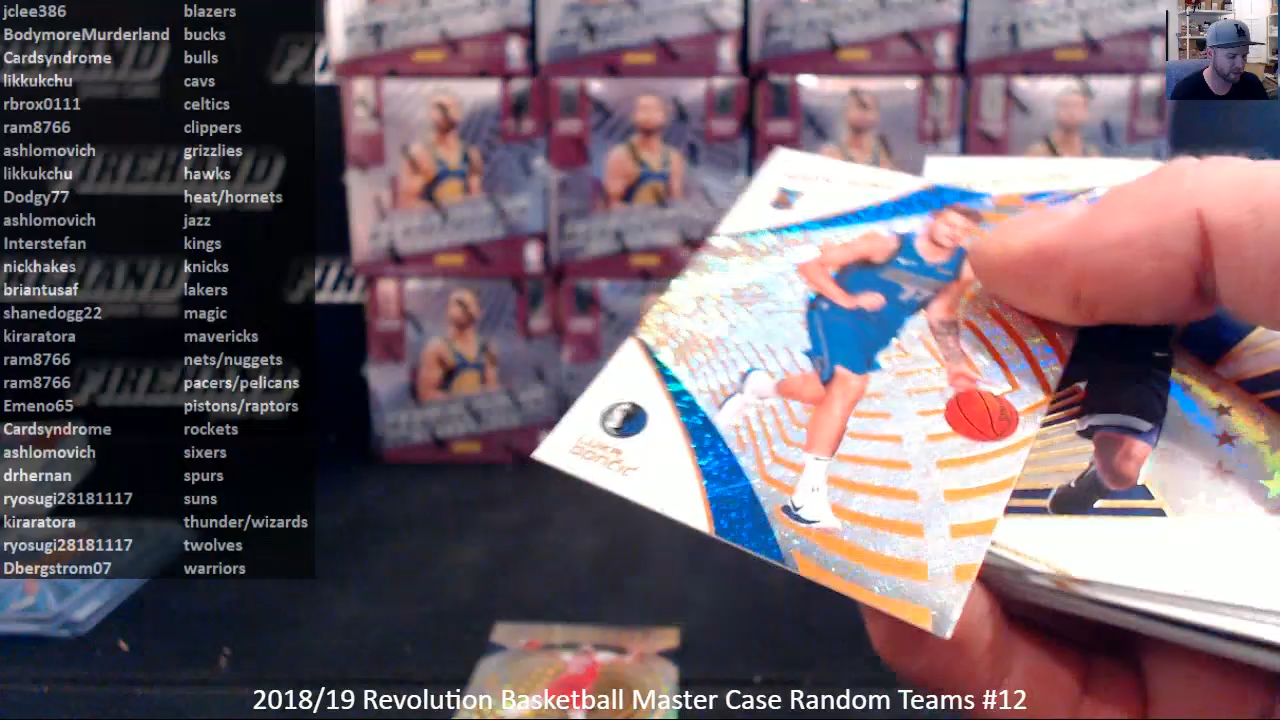 jclee386 blazers
BodymoreMurderland bucks
Cardsyndrome bulls
likkukchu cavs
rbrox0111 celtics
ram8766 clippers
ashlomovich grizzlies
likkukchu hawks
Dodgy77 heat/hornets
ashlomovich jazz
Interstefan kings
nickhakes knicks
briantusaf lakers
shanedogg22 magic
kiraratora mavericks
ram8766 nets/nuggets
ram8766 pacers/pelicans
Emeno65 pistons/raptors
Cardsyndrome rockets
ashlomovich sixers
drhernan spurs
ryosugi28181117 suns
kiraratora thunder/wizards
ryosugi28181117 twolves
Dbergstrom07 warriors
LUKA
DONCIC
2018/19 Revolution Basketball Master Case Random Teams #12